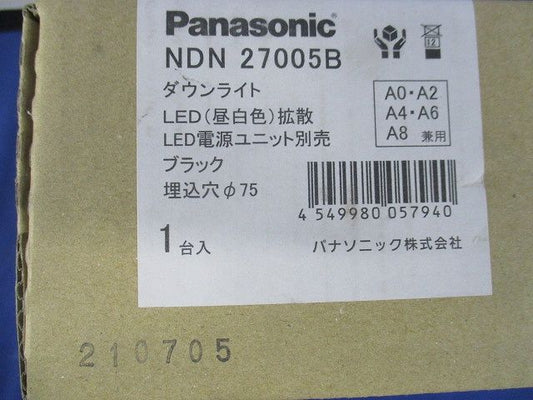 Panasonic
NDN 27005B
12
ダウンライト
LED(昼白色)拡散
LED電源ユニット別売
ブラック
埋込穴φ75
A0・A2
A4・A6
A8 兼用
4 549980 057940
1台入
パナソニック株式会社
210705